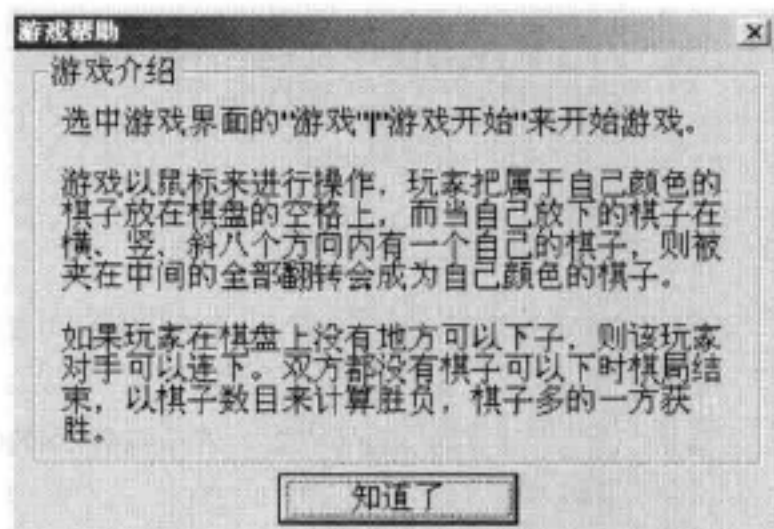 游戏帮助
游戏介绍
选中游戏界面的"游戏"|"游戏开始"来开始游戏。
游戏以鼠标来进行操作，玩家把属于自己颜色的
棋子放在棋盘的空格上，而当自己放下的棋子在
横、竖、斜八个方向内有一个自己的棋子，则被
夹在中间的全部翻转会成为自己颜色的棋子。
如果玩家在棋盘上没有地方可以下子，则该玩家
对手可以连下。双方都没有棋子可以下时棋局结
束，以棋子数目来计算胜负，棋子多的一方获
胜。
知道了